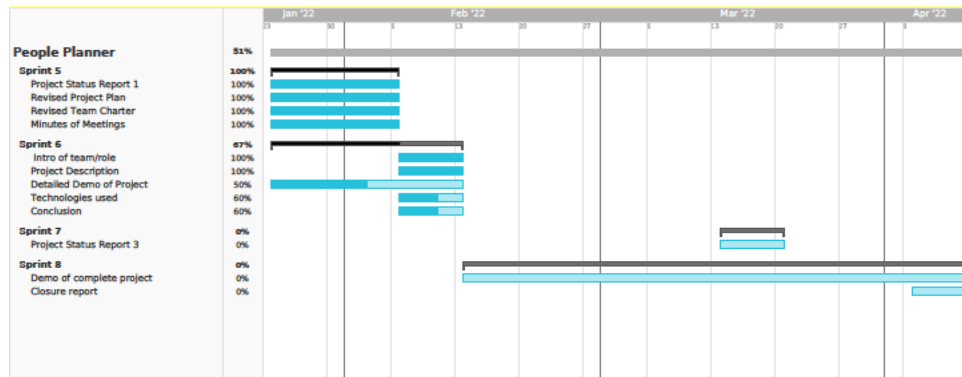 Jan '22 Feb '22 Mar '22 Apr '22
23 30 5 13 20 27 5 13 20 27 3
People Planner 51%
Sprint 5 100%
Project Status Report 1 100%
Revised Project Plan 100%
Revised Team Charter 100%
Minutes of Meetings 100%
Sprint 6 67%
Intro of team/role 100%
Project Description 100%
Detailed Demo of Project 50%
Technologies used 60%
Conclusion 60%
Sprint 7 0%
Project Status Report 3 0%
Sprint 8 0%
Demo of complete project 0%
Closure report 0%